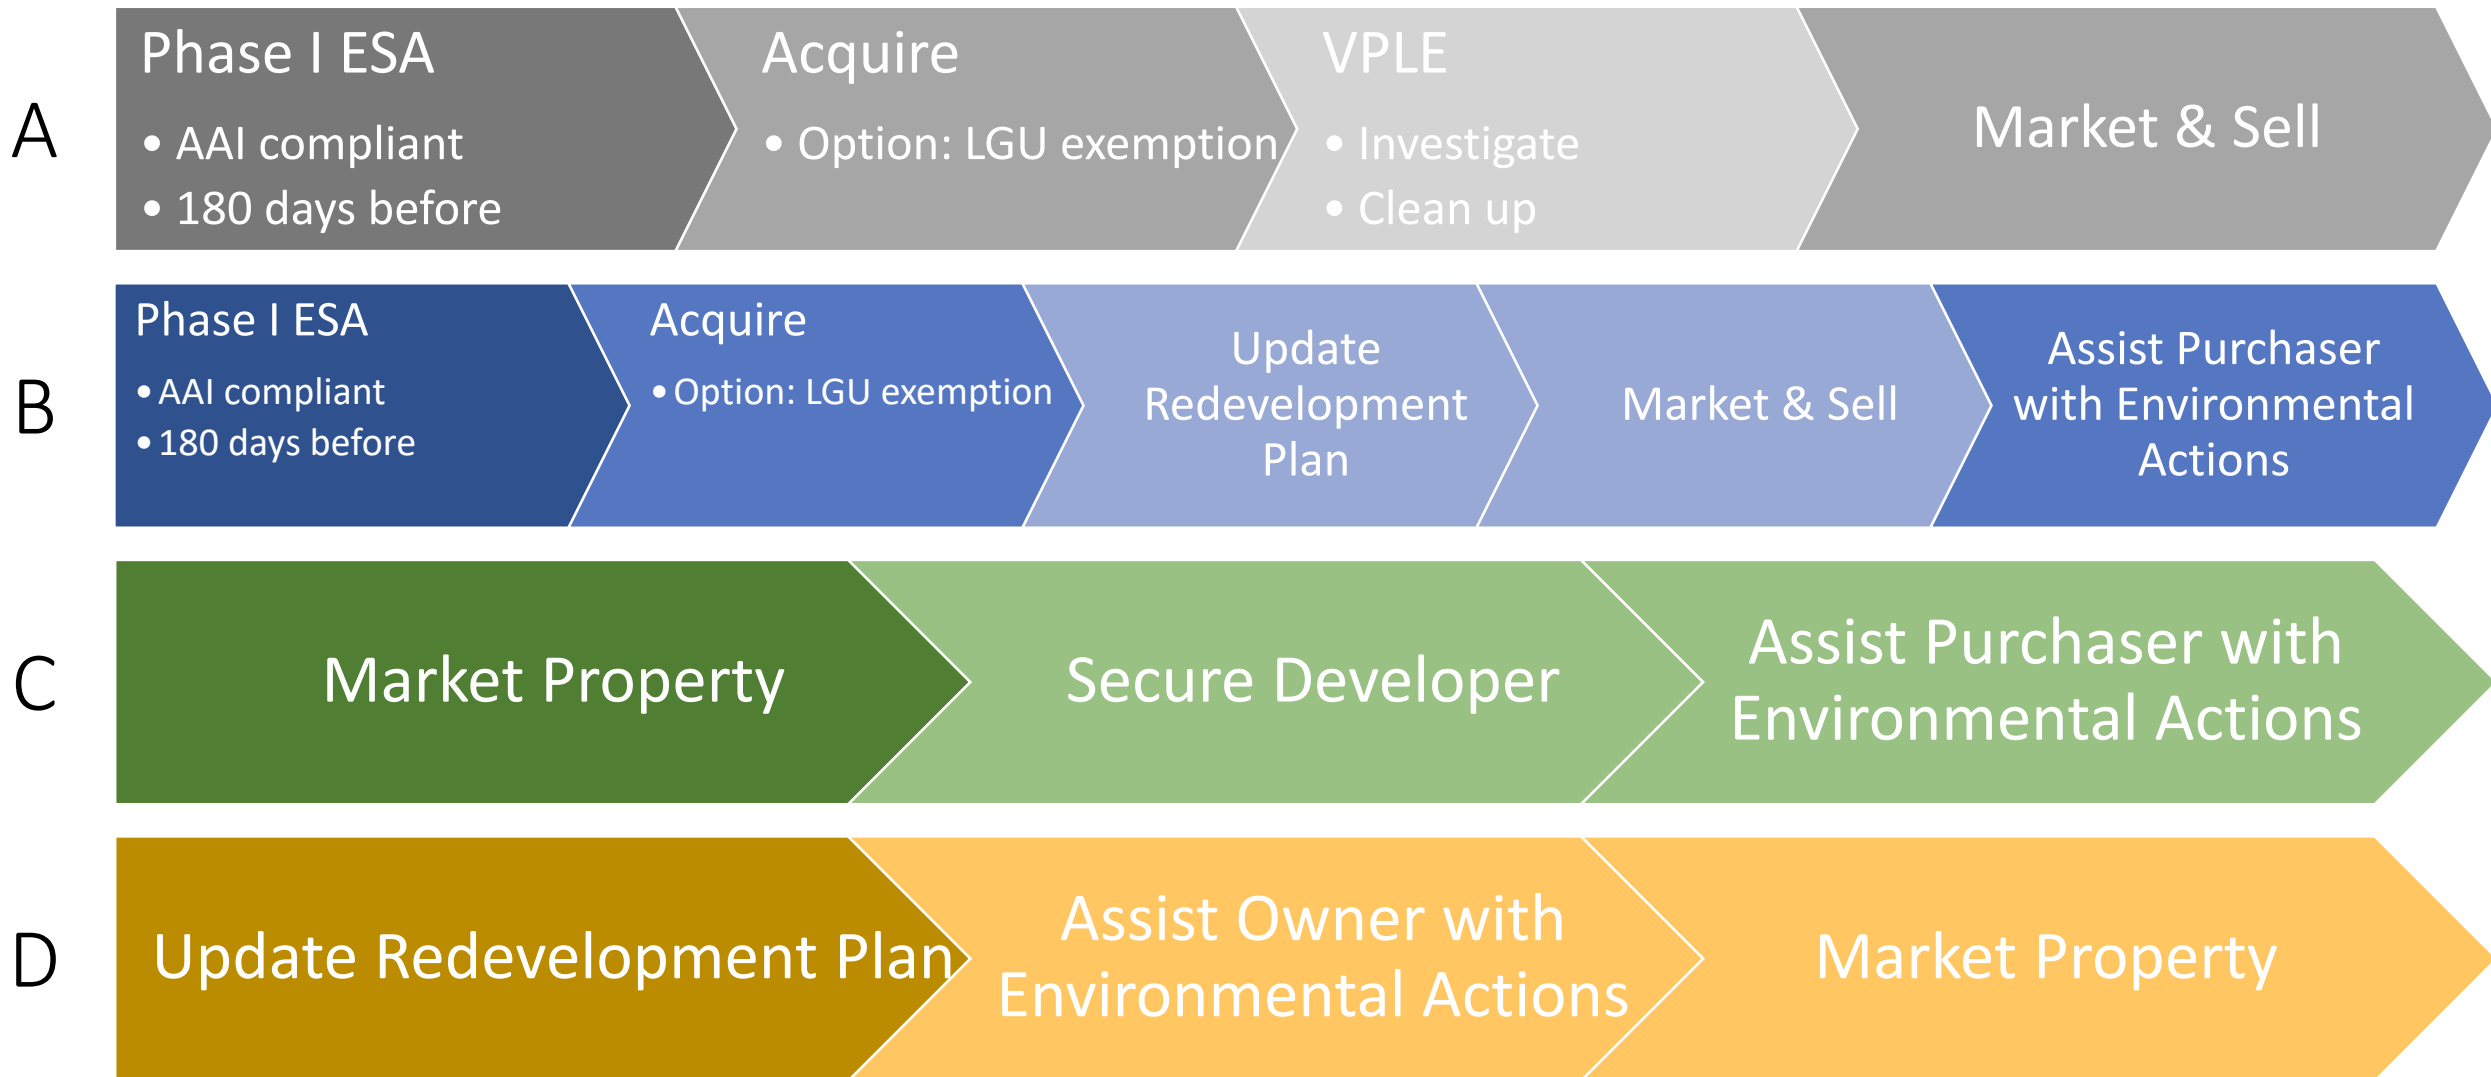 A
Phase I ESA
• AAI compliant
• 180 days before
Acquire
• Option: LGU exemption
VPLE
• Investigate
• Clean up
Market & Sell
B
Phase I ESA
• AAI compliant
• 180 days before
Acquire
• Option: LGU exemption
Update
Redevelopment
Plan
Market & Sell
Assist Purchaser
with Environmental
Actions
C
Market Property
Secure Developer
Assist Purchaser with
Environmental Actions
D
Update Redevelopment Plan
Assist Owner with
Environmental Actions
Market Property